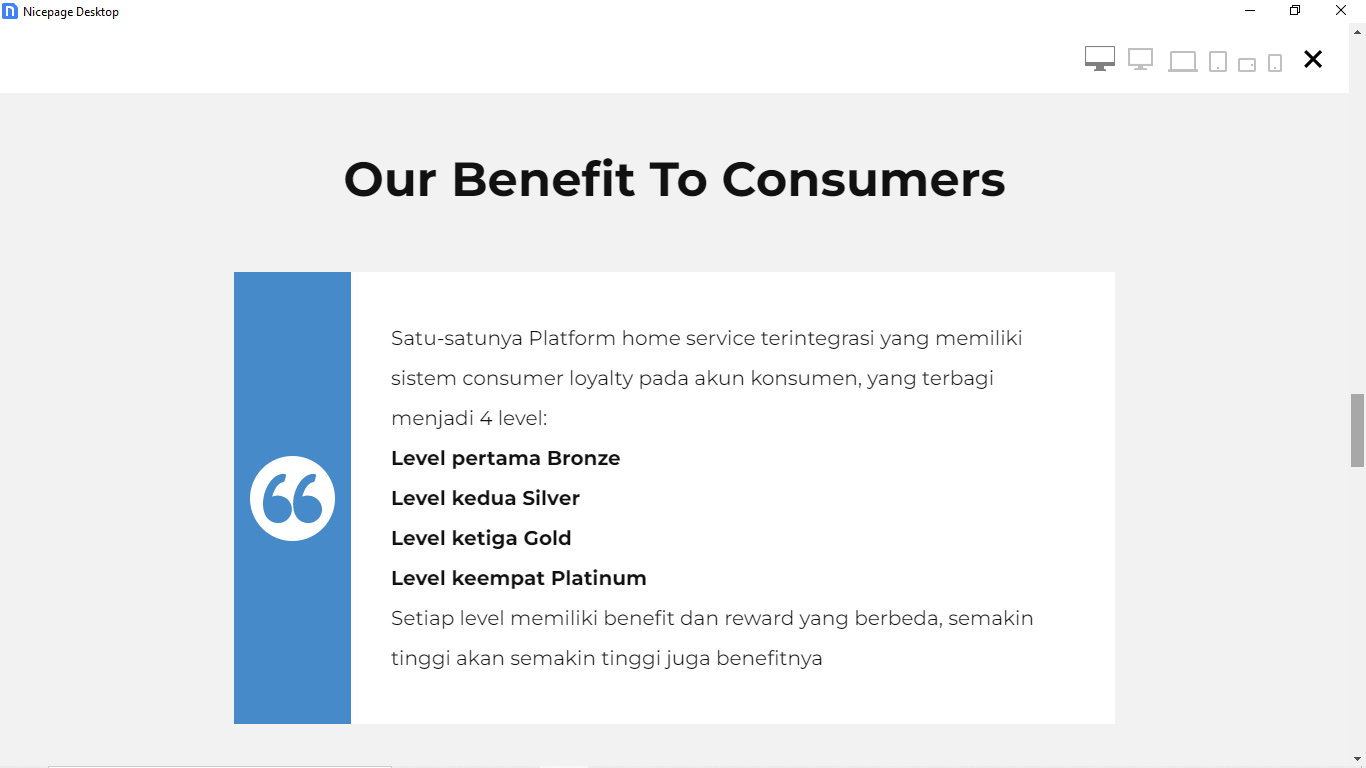 Nicepage Desktop
Our Benefit To Consumers
Satu-satunya Platform home service terintegrasi yang memiliki
sistem consumer loyalty pada akun konsumen, yang terbagi
menjadi 4 level:
Level pertama Bronze
Level kedua Silver
Level ketiga Gold
Level keempat Platinum
Setiap level memiliki benefit dan reward yang berbeda, semakin
tinggi akan semakin tinggi juga benefitnya